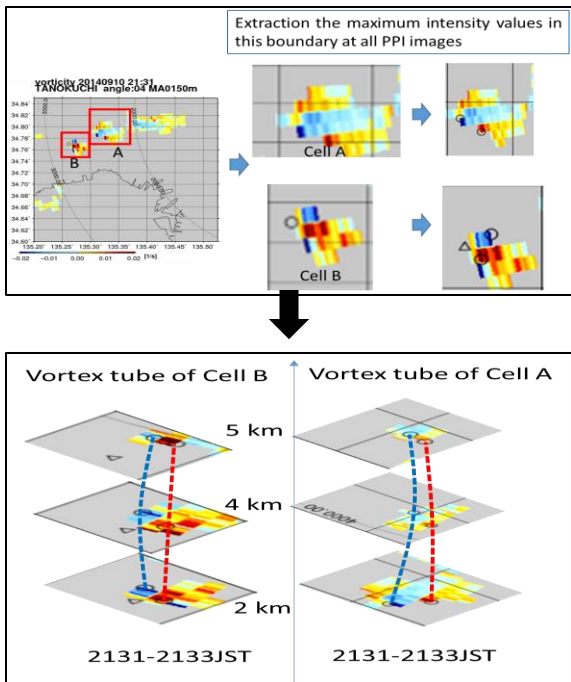 Extraction the maximum intensity values in
this boundary at all PPI images
vorticity 20140910 21:31
TANOKUCHI angle:04 MA0150m
34.84
34.82
34.80
34.78
34.76
34.74
34.72
34.70
34.68
34.66
34.64
34.62
34.60
B
A
135.20' 135.25' 135.30' 135.35' 135.40' 135.45' 135.50'
−0.02 −0.01 0.00 0.01 0.02
[1/s]
Cell A
Cell B
Vortex tube of Cell B
Vortex tube of Cell A
5 km
4 km
4000.00
2 km
2131-2133JST
2131-2133JST